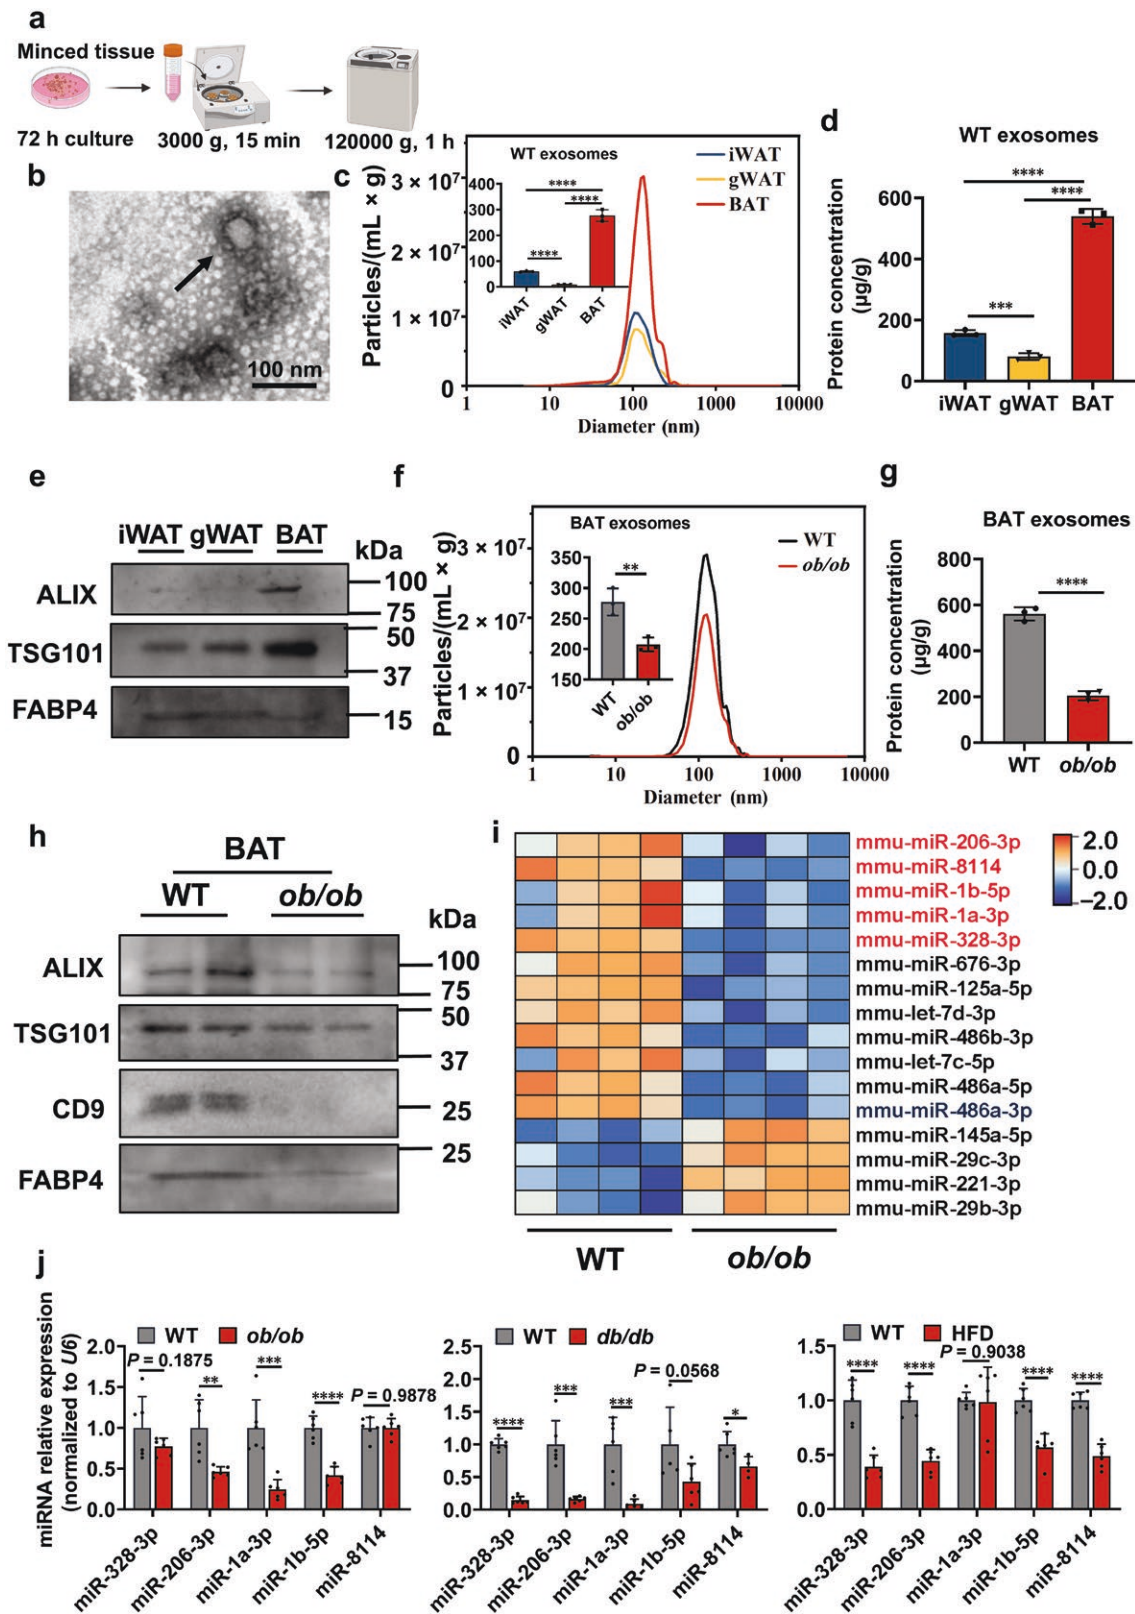 a
Minced tissue
72 h culture
3000 g, 15 min
120000 g, 1 h
b
100 nm
c
WT exosomes
iWAT
gWAT
BAT
Particles/(mL × g)
3 × 10⁷
2 × 10⁷
1 × 10⁷
0
400
300
200
100
0
****
****
****
iWAT
gWAT
BAT
1 10 100 1000 10000
Diameter (nm)
d
WT exosomes
Protein concentration
(µg/g)
600
400
200
0
****
****
***
iWAT gWAT BAT
e
iWAT gWAT BAT
kDa
ALIX
100
75
TSG101
50
37
FABP4
15
f
BAT exosomes
WT
ob/ob
Particles/(mL × g)
3 × 10⁷
2 × 10⁷
1 × 10⁷
0
350
300
250
200
150
**
WT
ob/ob
1 10 100 1000 10000
Diameter (nm)
g
BAT exosomes
Protein concentration
(µg/g)
800
600
400
200
0
****
WT ob/ob
h
BAT
WT ob/ob
kDa
ALIX
100
75
TSG101
50
37
CD9
25
FABP4
25
i
mmu-miR-206-3p
mmu-miR-8114
mmu-miR-1b-5p
mmu-miR-1a-3p
mmu-miR-328-3p
mmu-miR-676-3p
mmu-miR-125a-5p
mmu-let-7d-3p
mmu-miR-486b-3p
mmu-let-7c-5p
mmu-miR-486a-5p
mmu-miR-486a-3p
mmu-miR-145a-5p
mmu-miR-29c-3p
mmu-miR-221-3p
mmu-miR-29b-3p
2.0
0.0
−2.0
WT ob/ob
j
miRNA relative expression
(normalized to U6)
WT ob/ob
2.0
1.5
1.0
0.5
0.0
P = 0.1875
**
***
****
P = 0.9878
miR-328-3p
miR-206-3p
miR-1a-3p
miR-1b-5p
miR-8114
WT db/db
2.5
2.0
1.5
1.0
0.5
0.0
****
***
***
P = 0.0568
*
miR-328-3p
miR-206-3p
miR-1a-3p
miR-1b-5p
miR-8114
WT HFD
1.5
1.0
0.5
0.0
****
****
P = 0.9038
****
****
miR-328-3p
miR-206-3p
miR-1a-3p
miR-1b-5p
miR-8114